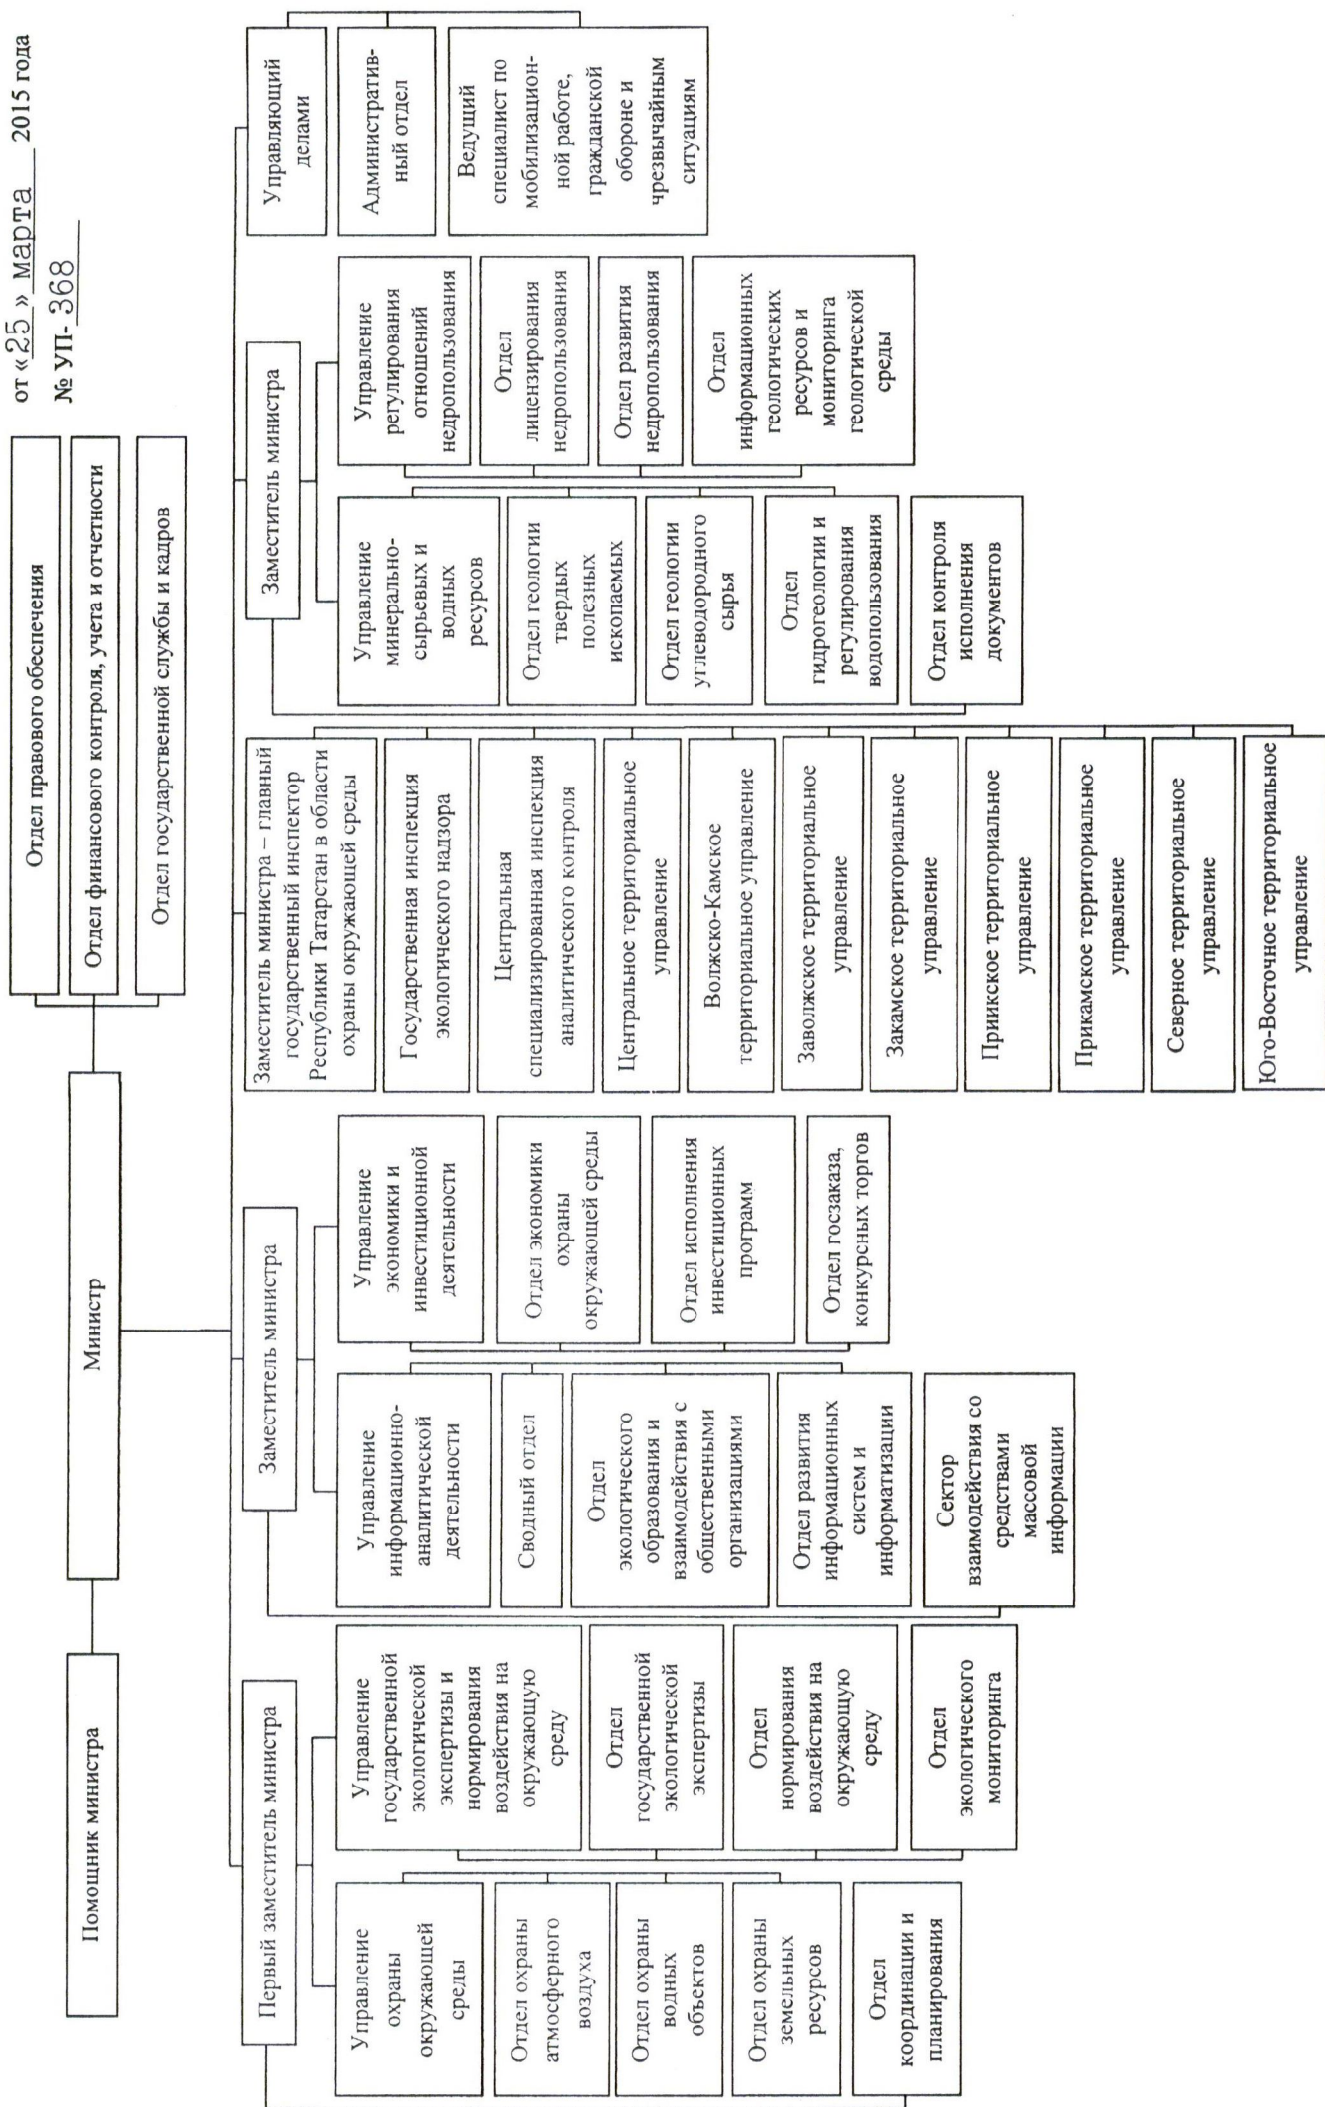 от «25» марта 2015 года
№ УП-368
Помощник министра
Министр
Отдел правового обеспечения
Отдел финансового контроля, учета и отчетности
Отдел государственной службы и кадров
Первый заместитель министра
Управление
охраны
окружающей
среды
Отдел охраны
атмосферного
воздуха
Отдел охраны
водных
объектов
Отдел охраны
земельных
ресурсов
Отдел
координации и
планирования
Управление
государственной
экологической
экспертизы и
нормирования
воздействия на
окружающую
среду
Отдел
государственной
экологической
экспертизы
Отдел
нормирования
воздействия на
окружающую
среду
Отдел
экологического
мониторинга
Заместитель министра
Управление
информационно-
аналитической
деятельности
Сводный отдел
Отдел
экологического
образования и
взаимодействия с
общественными
организациями
Отдел развития
информационных
систем и
информатизации
Сектор
взаимодействия со
средствами
массовой
информации
Управление
экономики и
инвестиционной
деятельности
Отдел экономики
охраны
окружающей среды
Отдел исполнения
инвестиционных
программ
Отдел госзаказа,
конкурсных торгов
Заместитель министра – главный
государственный инспектор
Республики Татарстан в области
охраны окружающей среды
Государственная инспекция
экологического надзора
Центральная
специализированная инспекция
аналитического контроля
Центральное территориальное
управление
Волжско-Камское
территориальное управление
Заволжское территориальное
управление
Закамское территориальное
управление
Приикское территориальное
управление
Прикамское территориальное
управление
Северное территориальное
управление
Юго-Восточное территориальное
управление
Заместитель министра
Управление
минерально-
сырьевых и
водных
ресурсов
Отдел геологии
твердых
полезных
ископаемых
Отдел геологии
углеводородного
сырья
Отдел
гидрогеологии и
регулирования
водопользования
Отдел контроля
исполнения
документов
Управление
регулирования
отношений
недропользования
Отдел
лицензирования
недропользования
Отдел развития
недропользования
Отдел
информационных
геологических
ресурсов и
мониторинга
геологической
среды
Управляющий
делами
Административ-
ный отдел
Ведущий
специалист по
мобилизацион-
ной работе,
гражданской
обороне и
чрезвычайным
ситуациям